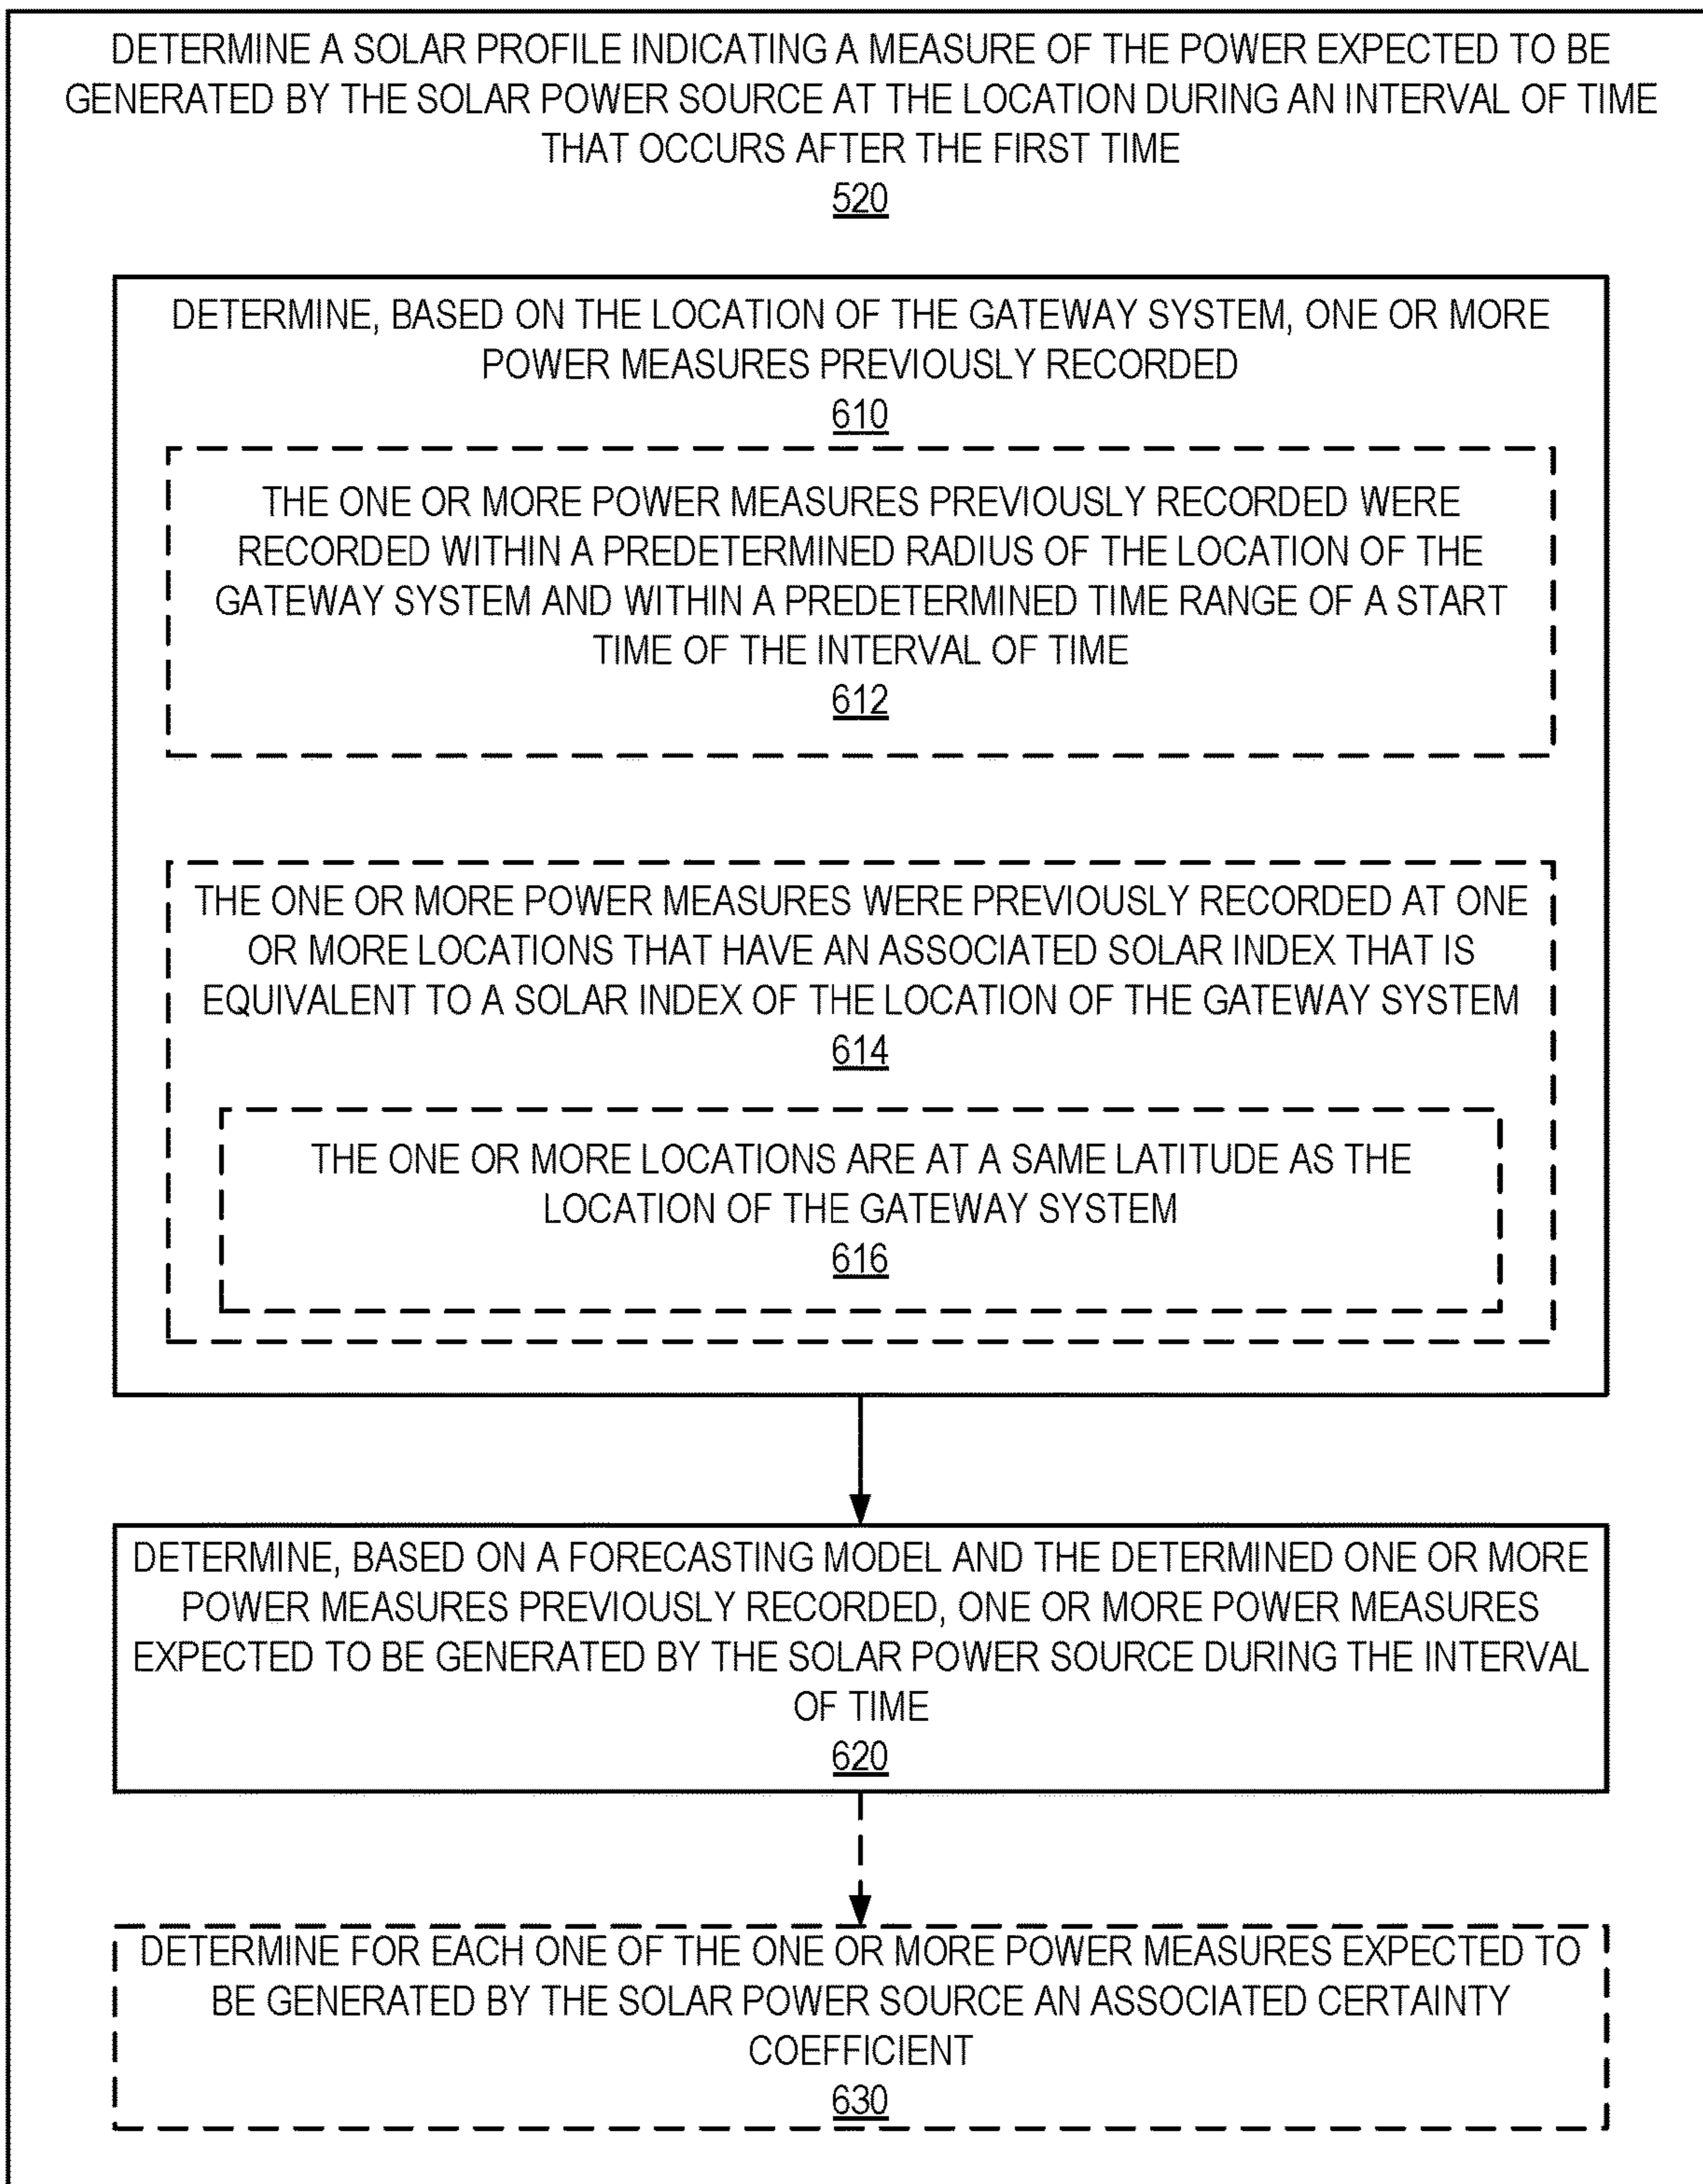 DETERMINE A SOLAR PROFILE INDICATING A MEASURE OF THE POWER EXPECTED TO BE
GENERATED BY THE SOLAR POWER SOURCE AT THE LOCATION DURING AN INTERVAL OF TIME
THAT OCCURS AFTER THE FIRST TIME
520
DETERMINE, BASED ON THE LOCATION OF THE GATEWAY SYSTEM, ONE OR MORE
POWER MEASURES PREVIOUSLY RECORDED
610
THE ONE OR MORE POWER MEASURES PREVIOUSLY RECORDED WERE
RECORDED WITHIN A PREDETERMINED RADIUS OF THE LOCATION OF THE
GATEWAY SYSTEM AND WITHIN A PREDETERMINED TIME RANGE OF A START
TIME OF THE INTERVAL OF TIME
612
THE ONE OR MORE POWER MEASURES WERE PREVIOUSLY RECORDED AT ONE
OR MORE LOCATIONS THAT HAVE AN ASSOCIATED SOLAR INDEX THAT IS
EQUIVALENT TO A SOLAR INDEX OF THE LOCATION OF THE GATEWAY SYSTEM
614
THE ONE OR MORE LOCATIONS ARE AT A SAME LATITUDE AS THE
LOCATION OF THE GATEWAY SYSTEM
616
DETERMINE, BASED ON A FORECASTING MODEL AND THE DETERMINED ONE OR MORE
POWER MEASURES PREVIOUSLY RECORDED, ONE OR MORE POWER MEASURES
EXPECTED TO BE GENERATED BY THE SOLAR POWER SOURCE DURING THE INTERVAL
OF TIME
620
DETERMINE FOR EACH ONE OF THE ONE OR MORE POWER MEASURES EXPECTED TO
BE GENERATED BY THE SOLAR POWER SOURCE AN ASSOCIATED CERTAINTY
COEFFICIENT
630